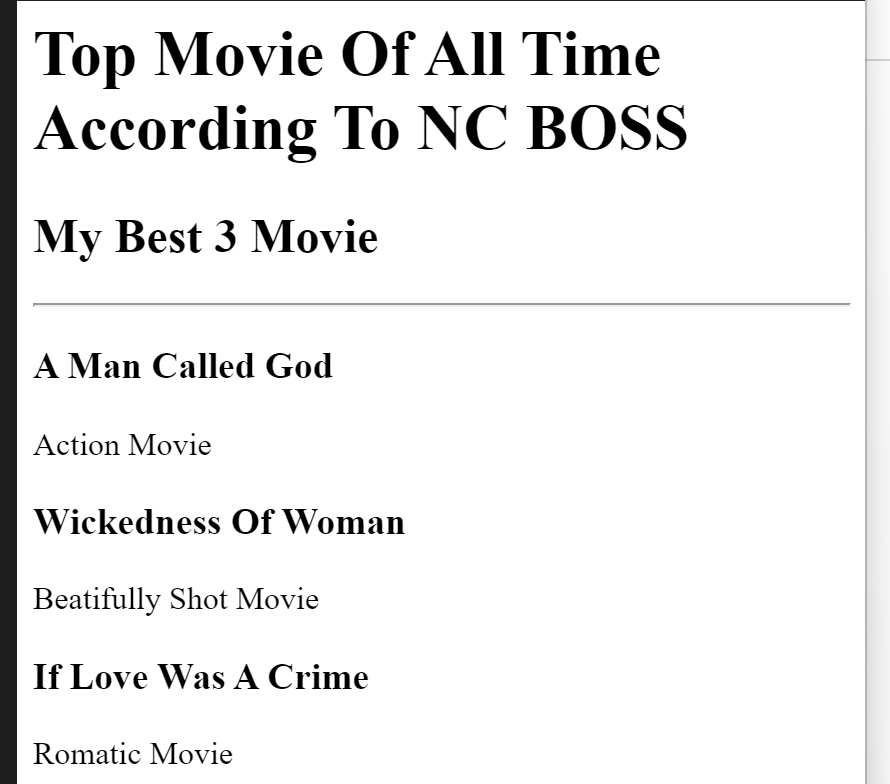 Top Movie Of All Time
According To NC BOSS
My Best 3 Movie
A Man Called God
Action Movie
Wickedness Of Woman
Beatifully Shot Movie
If Love Was A Crime
Romatic Movie